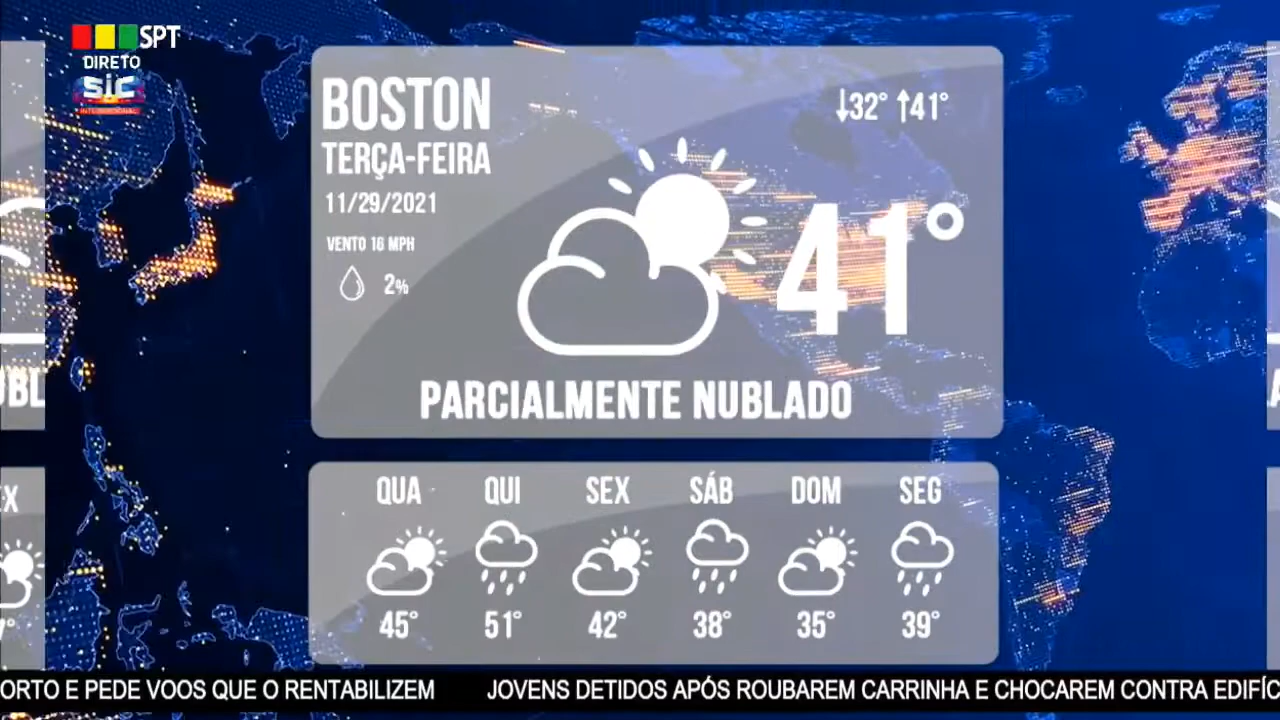 SPT
DIRETO
SIC
INTERNACIONAL
BOSTON
↓32° ↑41°
TERÇA-FEIRA
11/29/2021
VENTO 16 MPH
2%
41°
PARCIALMENTE NUBLADO
QUA QUI SEX SÁB DOM SEG
45° 51° 42° 38° 35° 39°
ORTO E PEDE VOOS QUE O RENTABILIZEM JOVENS DETIDOS APÓS ROUBAREM CARRINHA E CHOCAREM CONTRA EDIFÍC